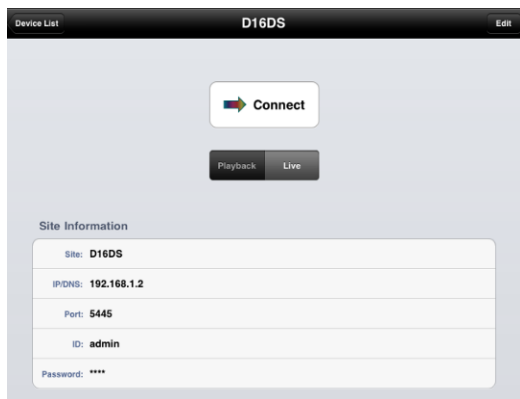 Device List D16DS Edit
Connect
Playback Live
Site Information
Site: D16DS
IP/DNS: 192.168.1.2
Port: 5445
ID: admin
Password: ****